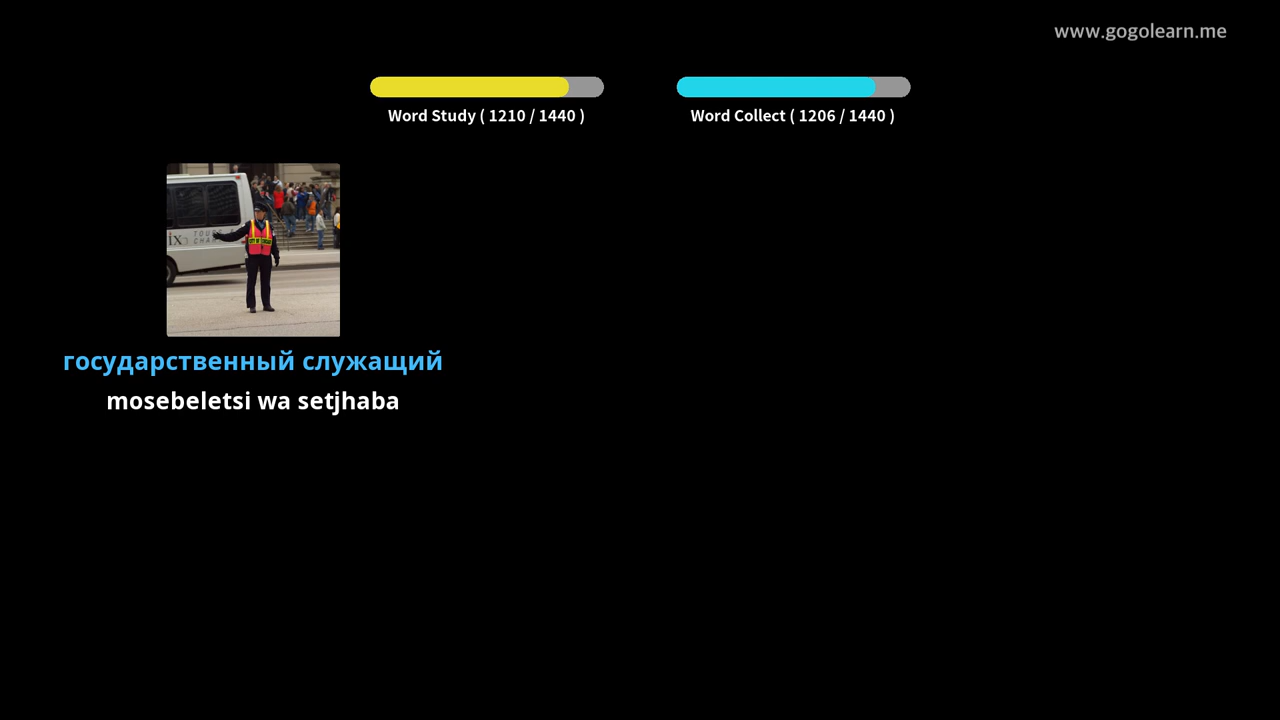 www.gogolearn.me
Word Study ( 1210 / 1440 )
Word Collect ( 1206 / 1440 )
государственный служащий
mosebeletsi wa setjhaba